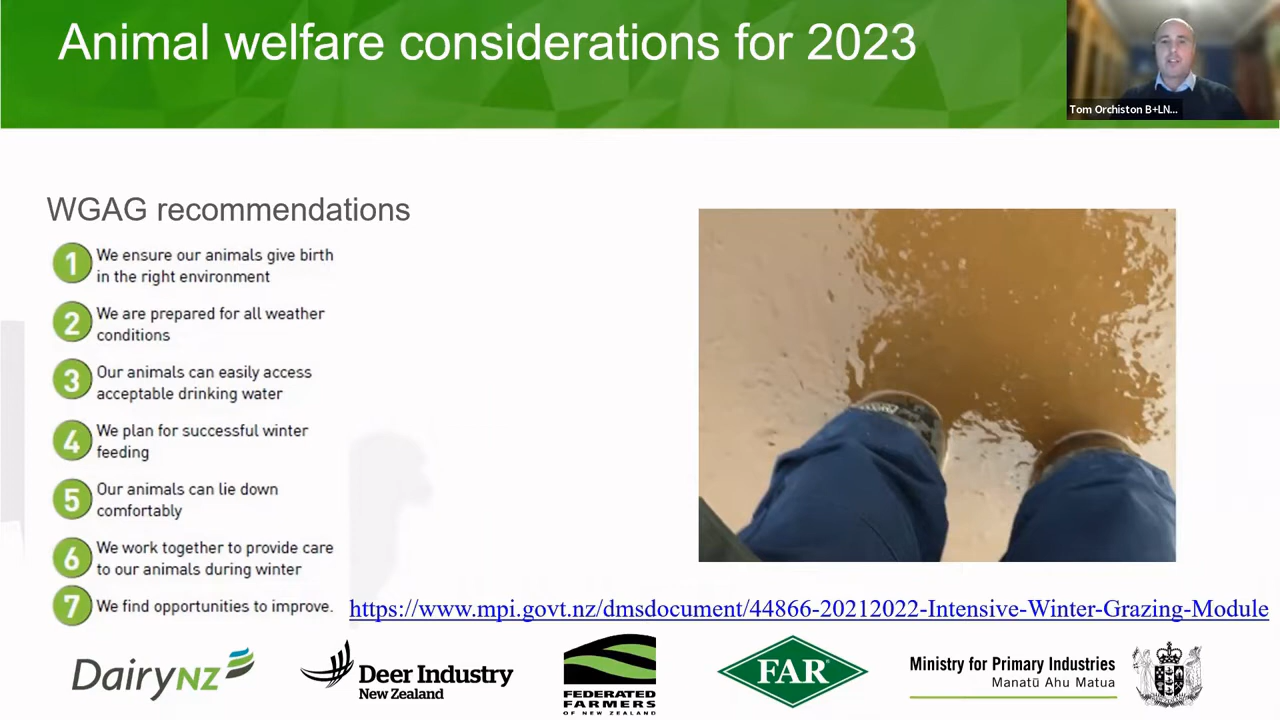 Animal welfare considerations for 2023
Tom Orchiston B+LN...
WGAG recommendations
1 We ensure our animals give birth
in the right environment
2 We are prepared for all weather
conditions
3 Our animals can easily access
acceptable drinking water
4 We plan for successful winter
feeding
5 Our animals can lie down
comfortably
6 We work together to provide care
to our animals during winter
7 We find opportunities to improve.
https://www.mpi.govt.nz/dmsdocument/44866-20212022-Intensive-Winter-Grazing-Module
DairyNZ
Deer Industry
New Zealand
FEDERATED
FARMERS
OF NEW ZEALAND
FAR
Ministry for Primary Industries
Manatū Ahu Matua